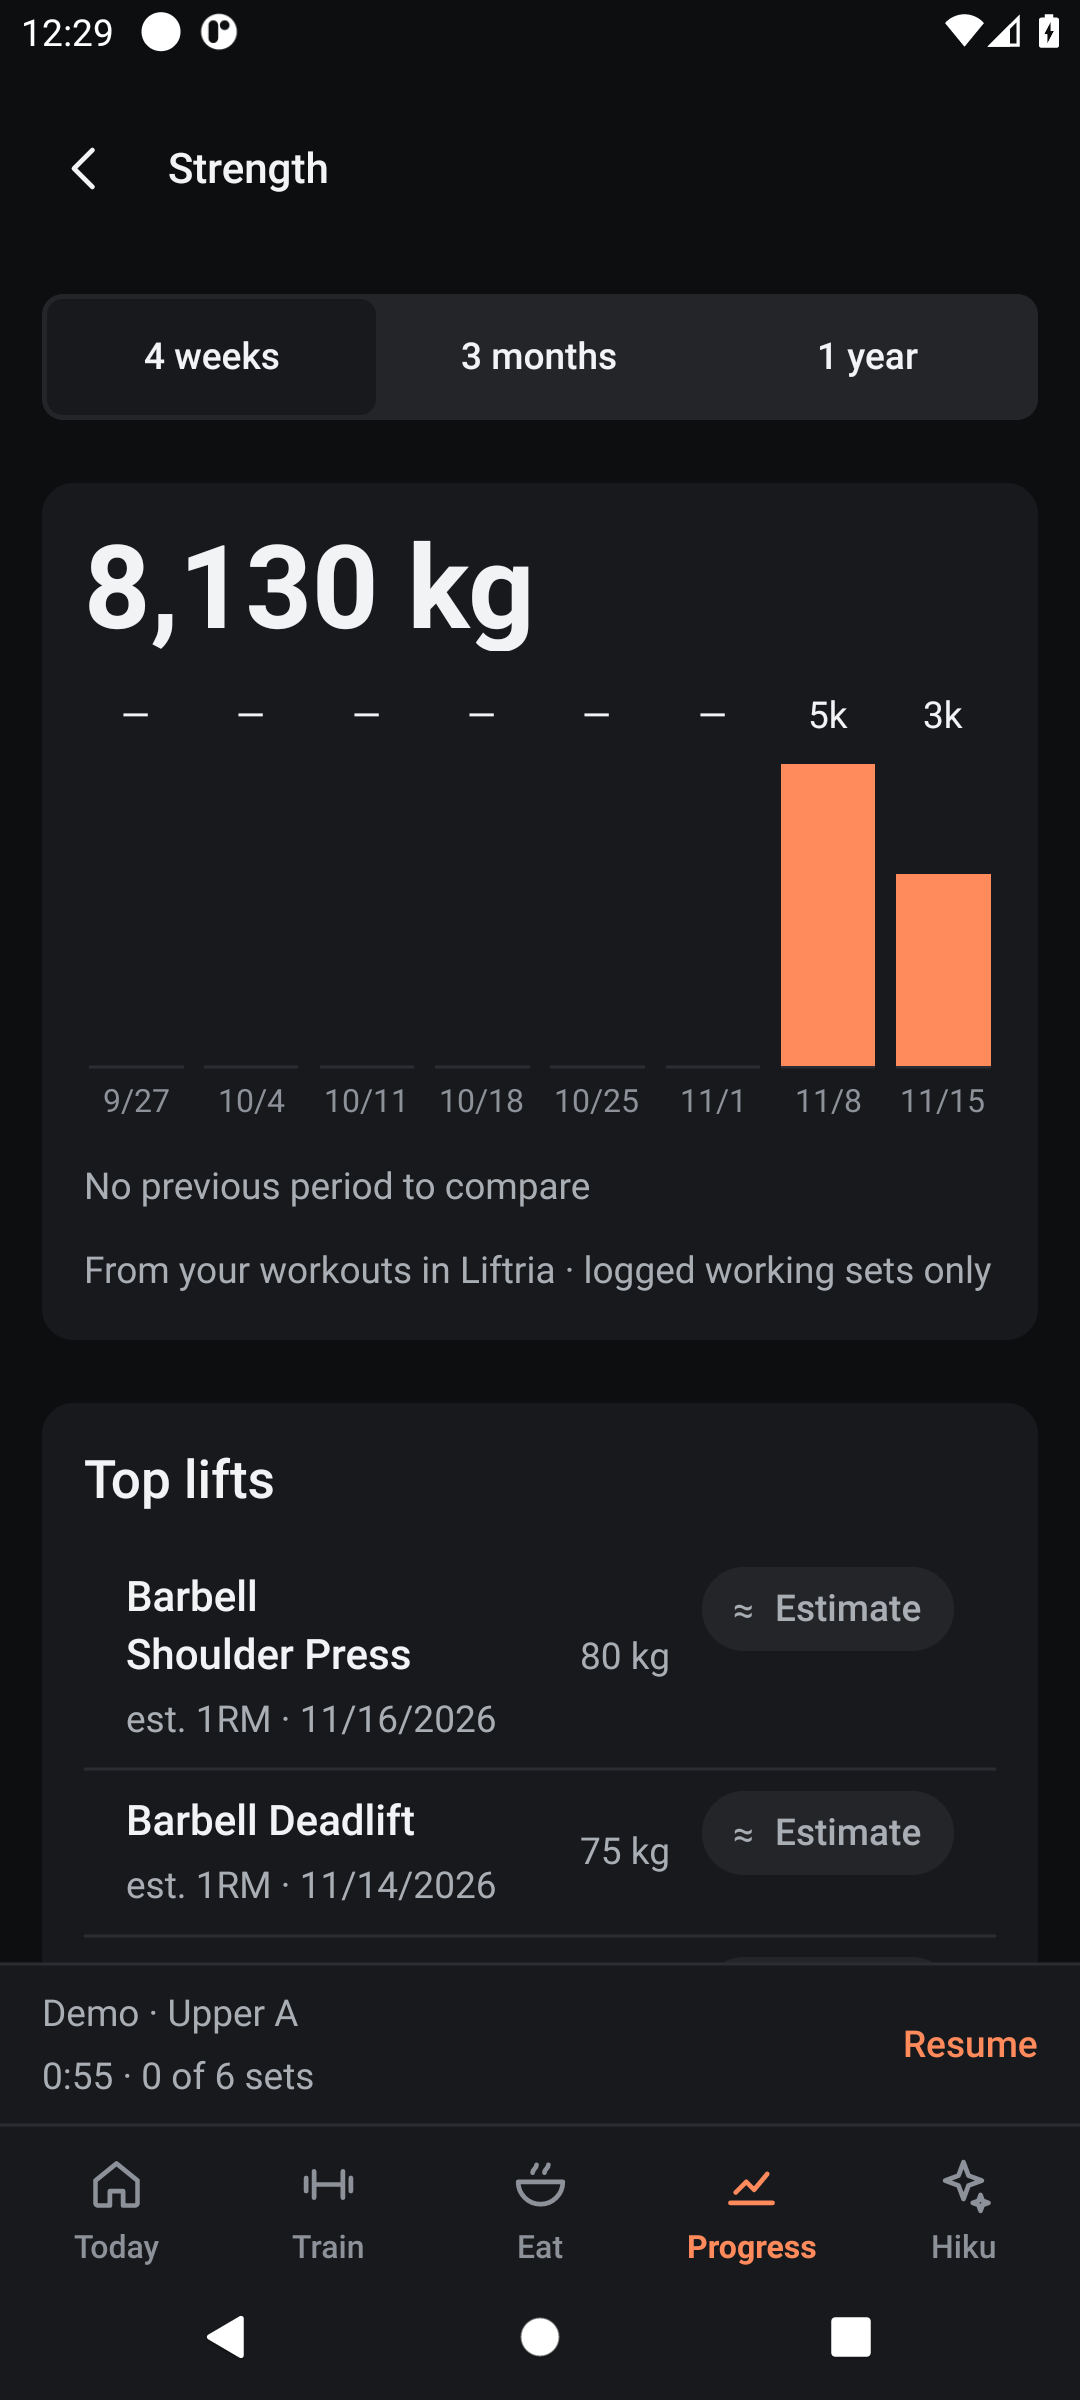 12:29
Strength
4 weeks 3 months 1 year
8,130 kg
– – – – – – 5k 3k
9/27 10/4 10/11 10/18 10/25 11/1 11/8 11/15
No previous period to compare
From your workouts in Liftria · logged working sets only
Top lifts
Barbell
Shoulder Press
est. 1RM · 11/16/2026
80 kg
≈ Estimate
Barbell Deadlift
est. 1RM · 11/14/2026
75 kg
≈ Estimate
Demo · Upper A
0:55 · 0 of 6 sets
Resume
Today Train Eat Progress Hiku